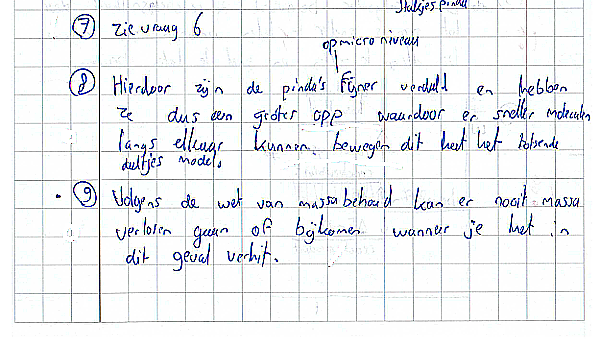 Stukjes pinda
⑦ zie vraag 6
op micro niveau
⑧ Hierdoor zijn de pinda's fijner verdeeld en hebben
ze dus een groter opp waardoor er sneller moleculen
langs elkaar kunnen bewegen dit heet het botsende
deeltjes model.
⑨ Volgens de wet van massabehoud kan er nooit massa
verloren gaan of bijkomen wanneer je het in
dit geval verhit.